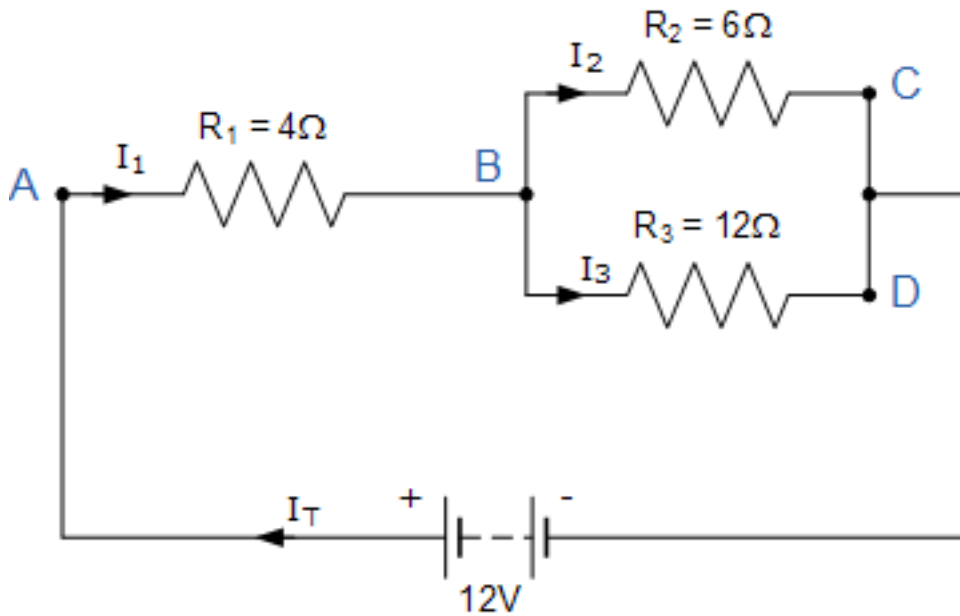 R₂ = 6Ω
I₂
C
R₁ = 4Ω
I₁
B
A
R₃ = 12Ω
I₃
D
I_T
+
-
12V